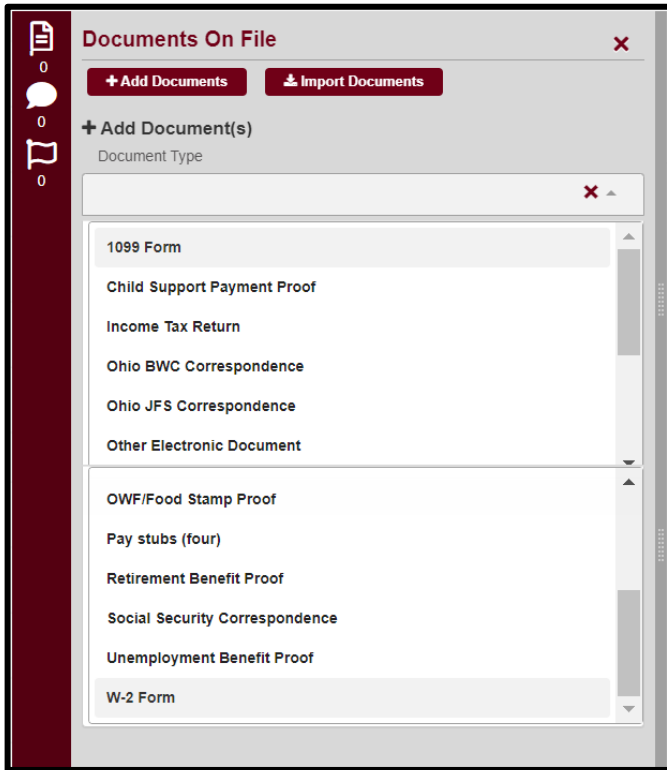 Documents On File
Add Documents
Import Documents
0
0
0
Add Document(s)
Document Type
1099 Form
Child Support Payment Proof
Income Tax Return
Ohio BWC Correspondence
Ohio JFS Correspondence
Other Electronic Document
OWF/Food Stamp Proof
Pay stubs (four)
Retirement Benefit Proof
Social Security Correspondence
Unemployment Benefit Proof
W-2 Form